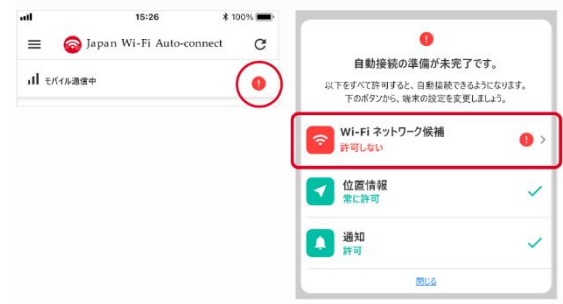 15:26
100%
Japan Wi-Fi Auto-connect
モバイル通信中
自動接続の準備が未完了です。
以下をすべて許可すると、自動接続できるようになります。
下のボタンから、端末の設定を変更しましょう。
Wi-Fi ネットワーク候補
許可しない
位置情報
常に許可
通知
許可
閉じる